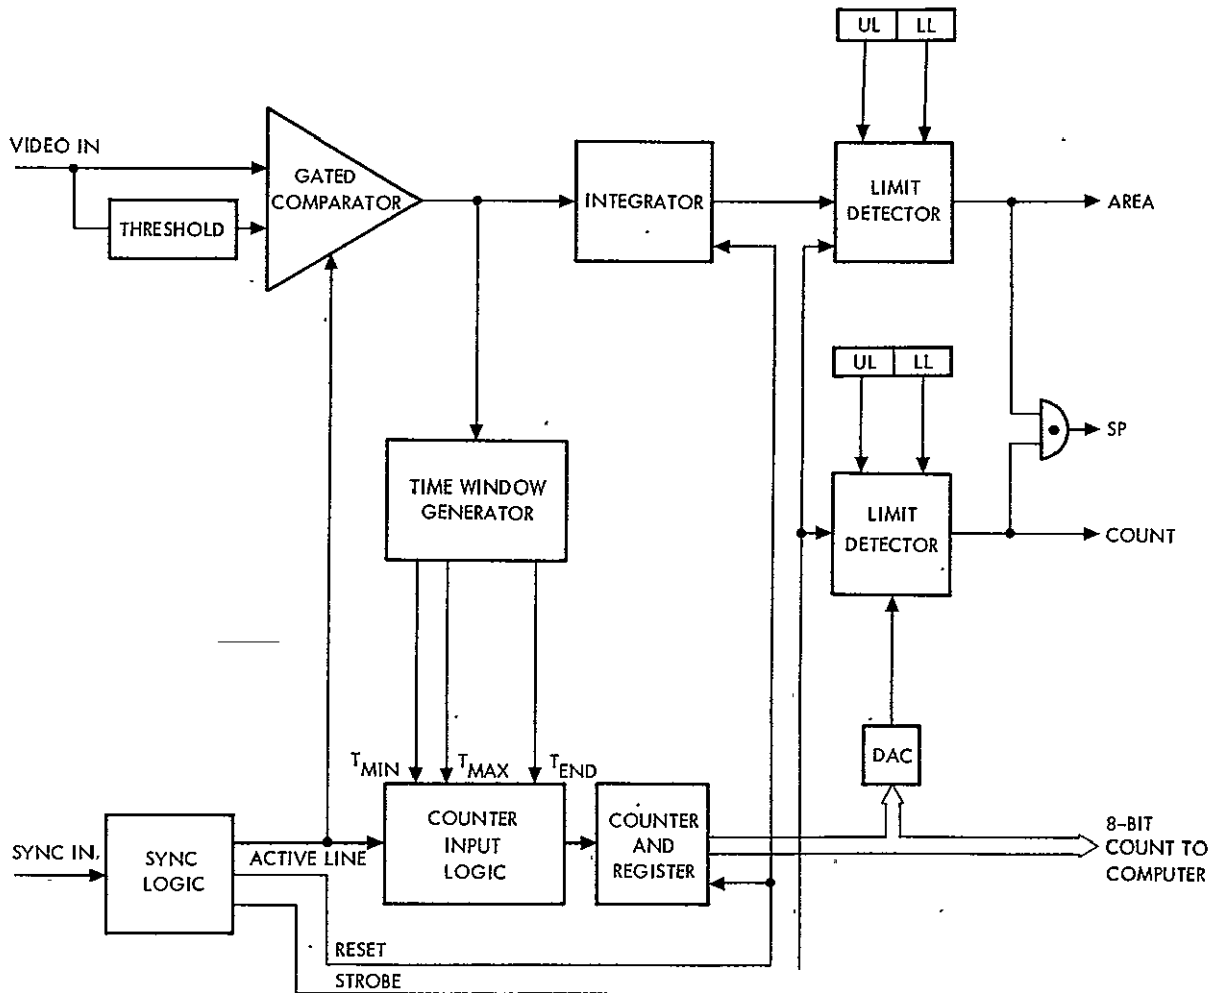 UL LL
VIDEO IN
GATED
COMPARATOR
THRESHOLD
INTEGRATOR
LIMIT
DETECTOR
AREA
UL LL
SP
TIME WINDOW
GENERATOR
LIMIT
DETECTOR
COUNT
DAC
TMIN TMAX TEND
SYNC IN
SYNC
LOGIC
ACTIVE LINE
COUNTER
INPUT
LOGIC
COUNTER
AND
REGISTER
8-BIT
COUNT TO
COMPUTER
RESET
STROBE